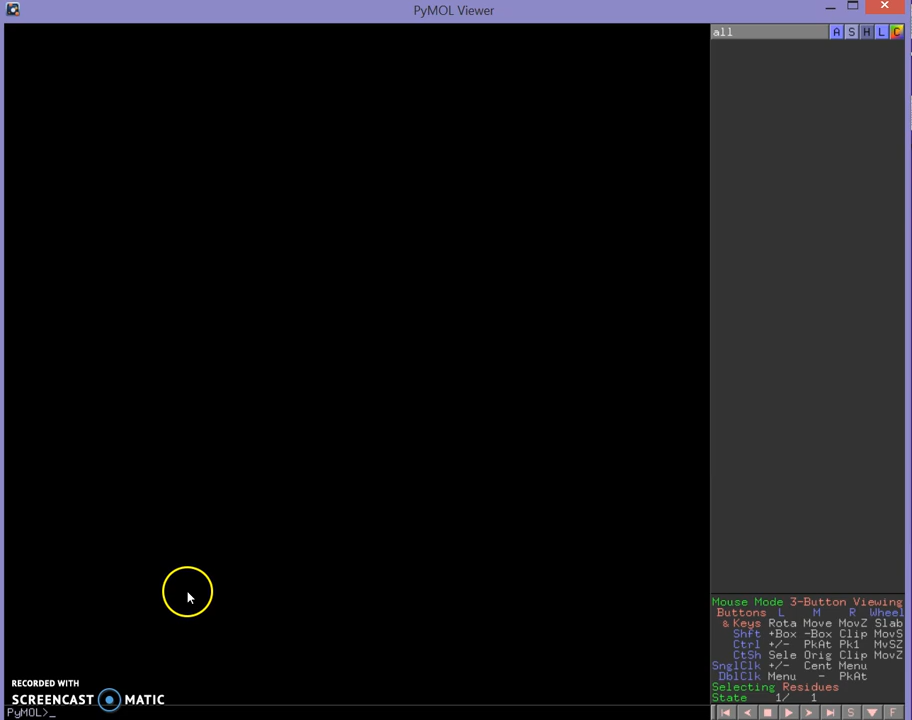 PyMOL Viewer
all A S H L C
Mouse Mode 3-Button Viewing
Buttons L M R Wheel
& Keys Rota Move MovZ Slab
Shft +Box -Box Clip MovS
Ctrl +/- PkAt Pk1 MvSZ
CtSh Sele Orig Clip MovZ
SnglClk +/- Cent Menu
DblClk Menu - PkAt
Selecting Residues
State 1/ 1
S F
RECORDED WITH
SCREENCAST MATIC
PyMOL>_